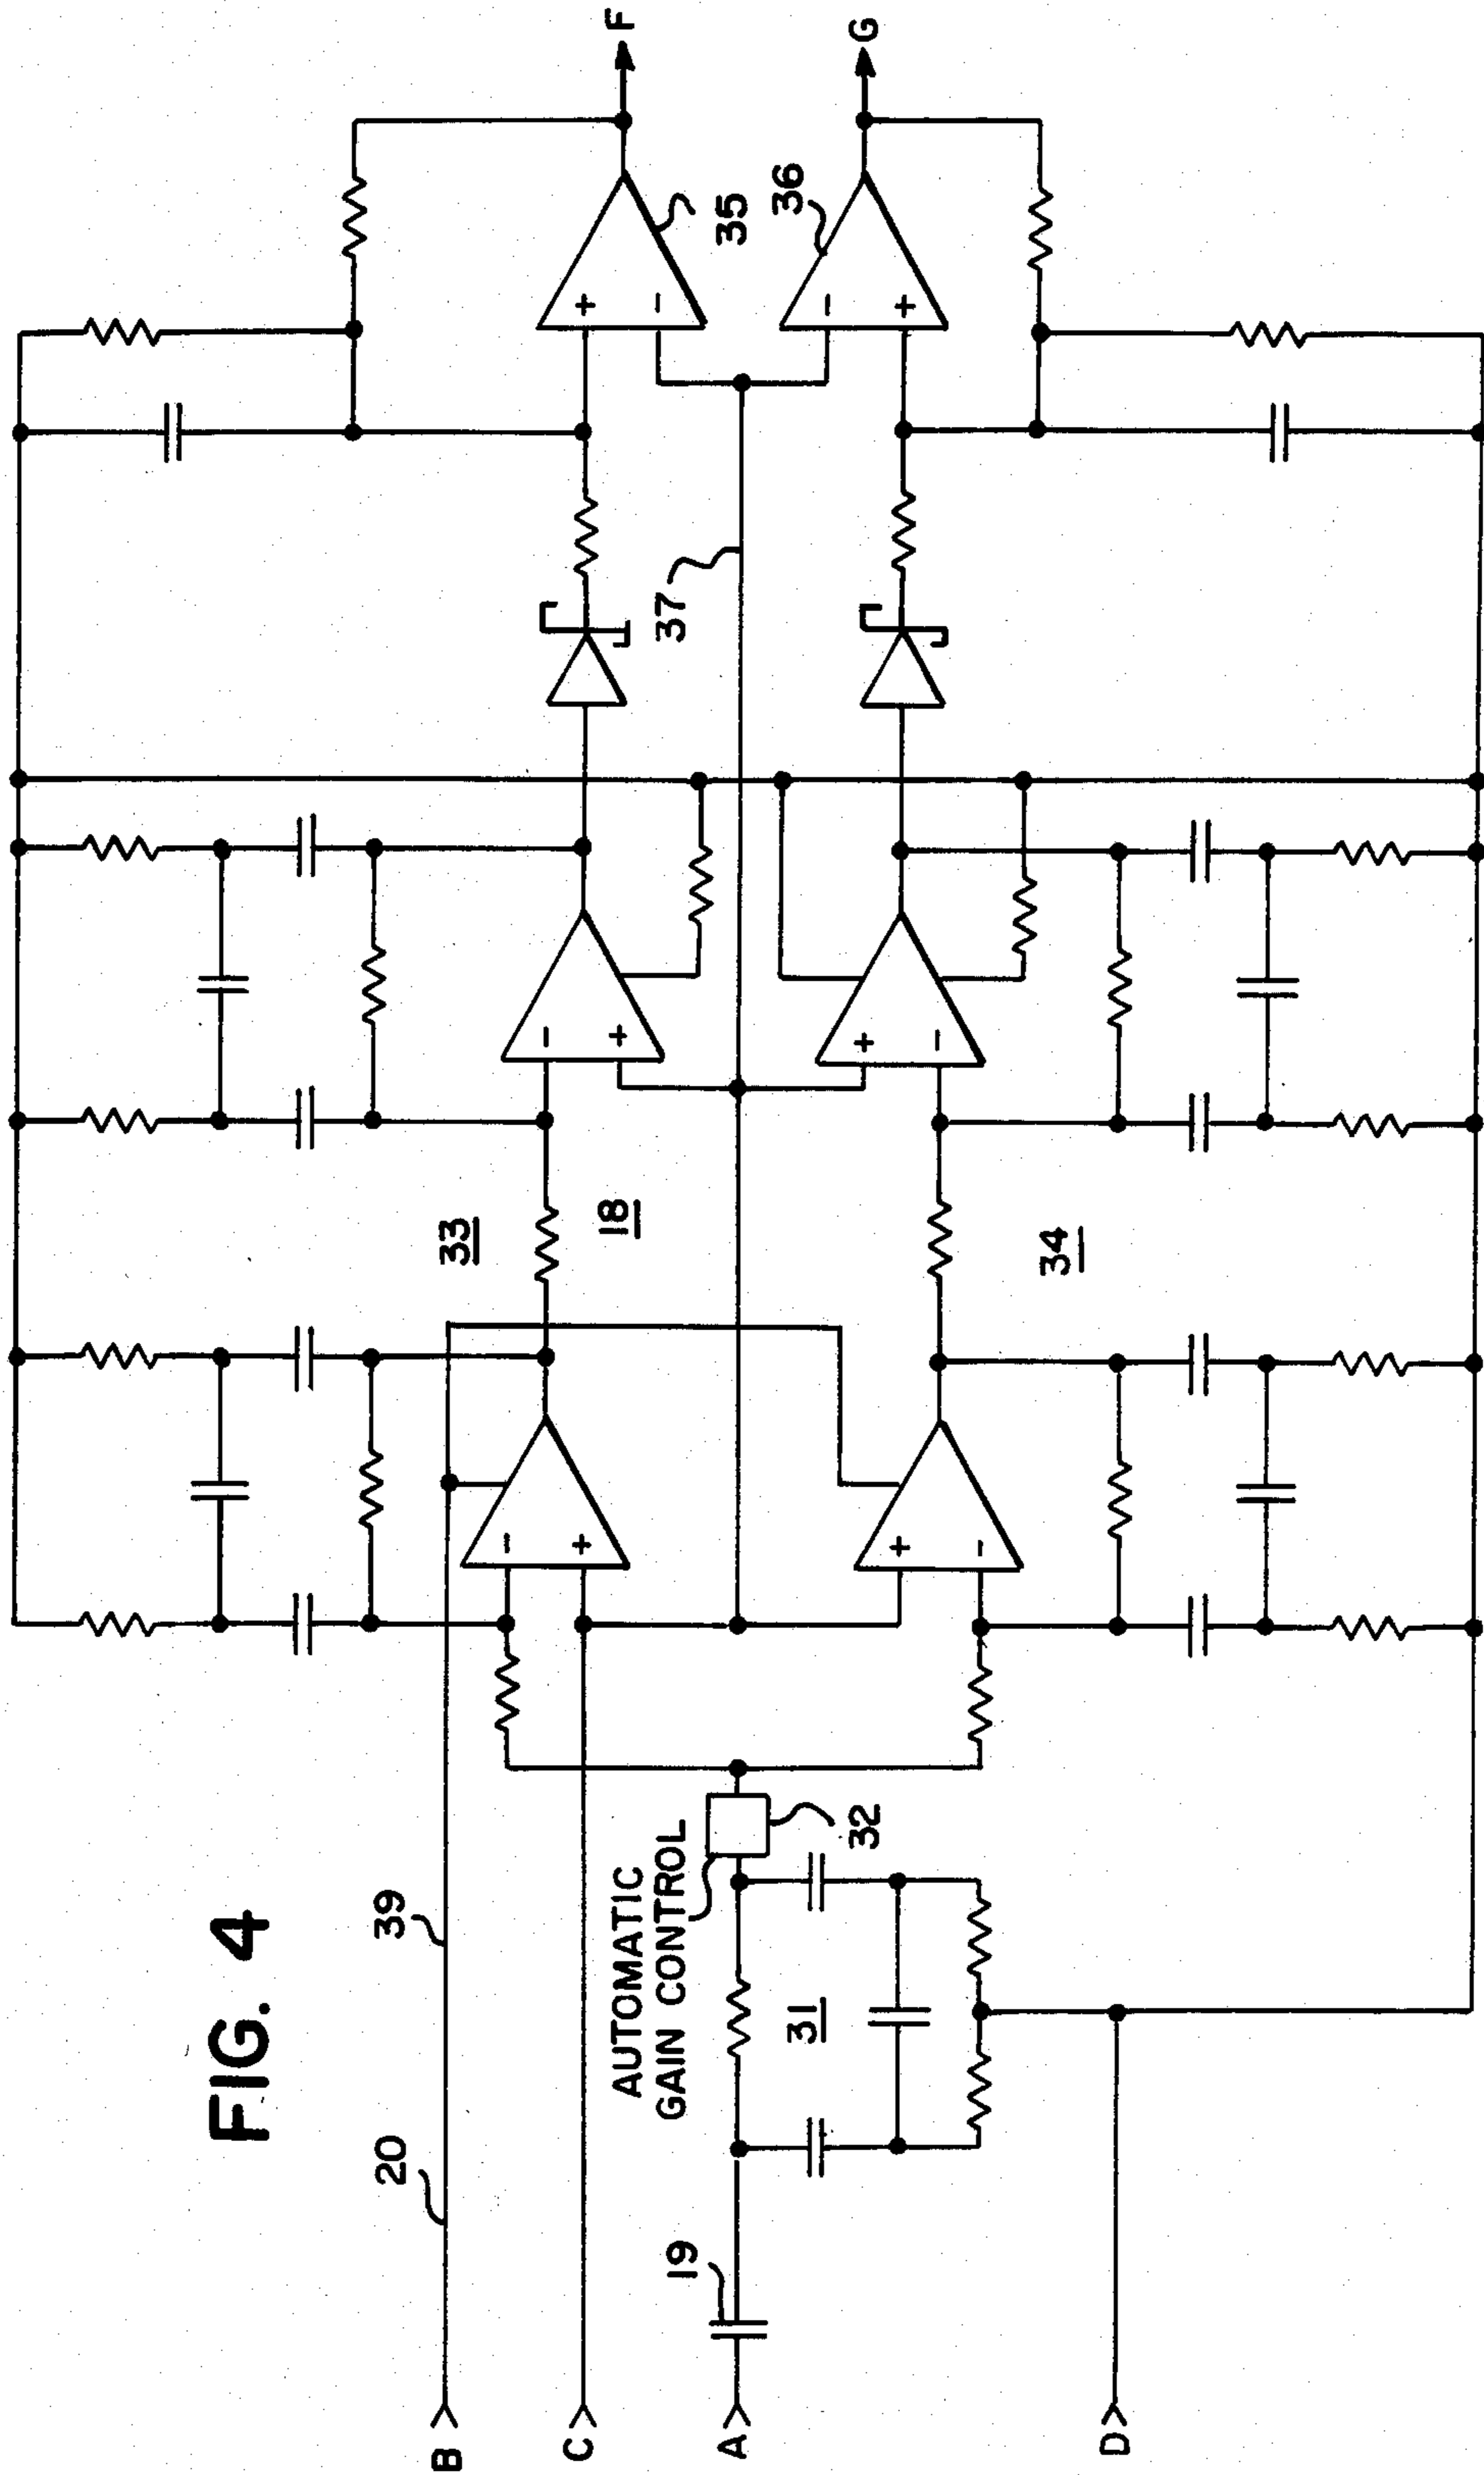 FIG. 4
B
20
39
C
A
19
31
AUTOMATIC
GAIN CONTROL
32
D
33
18
34
37
35
36
F
G
- +
+ -
- +
+ -
+ -
- +